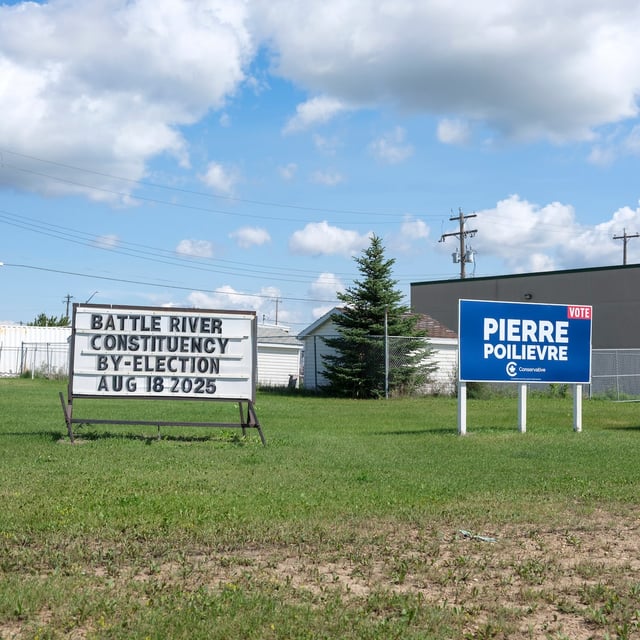 BATTLE RIVER
CONSTITUENCY
BY-ELECTION
AUG 18 2025
VOTE
PIERRE
POILIEVRE
Conservative